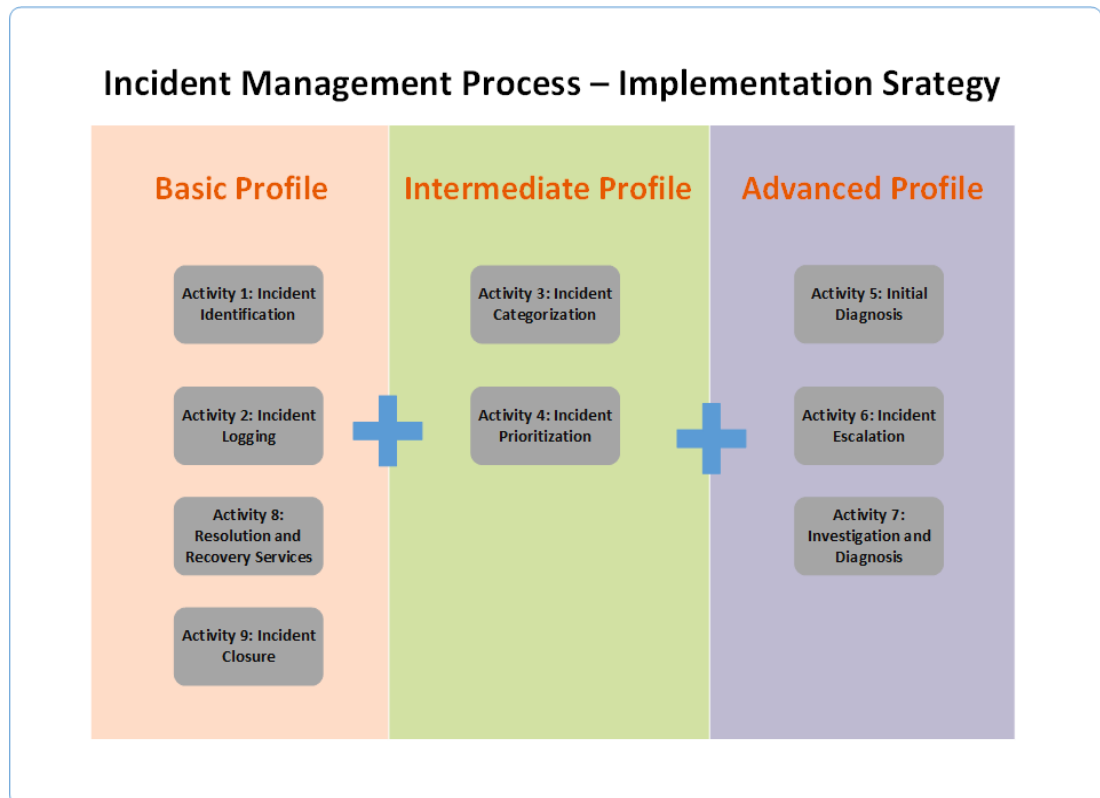 Incident Management Process – Implementation Srategy
Basic Profile
Activity 1: Incident
Identification
Activity 2: Incident
Logging
Activity 8:
Resolution and
Recovery Services
Activity 9: Incident
Closure
Intermediate Profile
Activity 3: Incident
Categorization
Activity 4: Incident
Prioritization
Advanced Profile
Activity 5: Initial
Diagnosis
Activity 6: Incident
Escalation
Activity 7:
Investigation and
Diagnosis